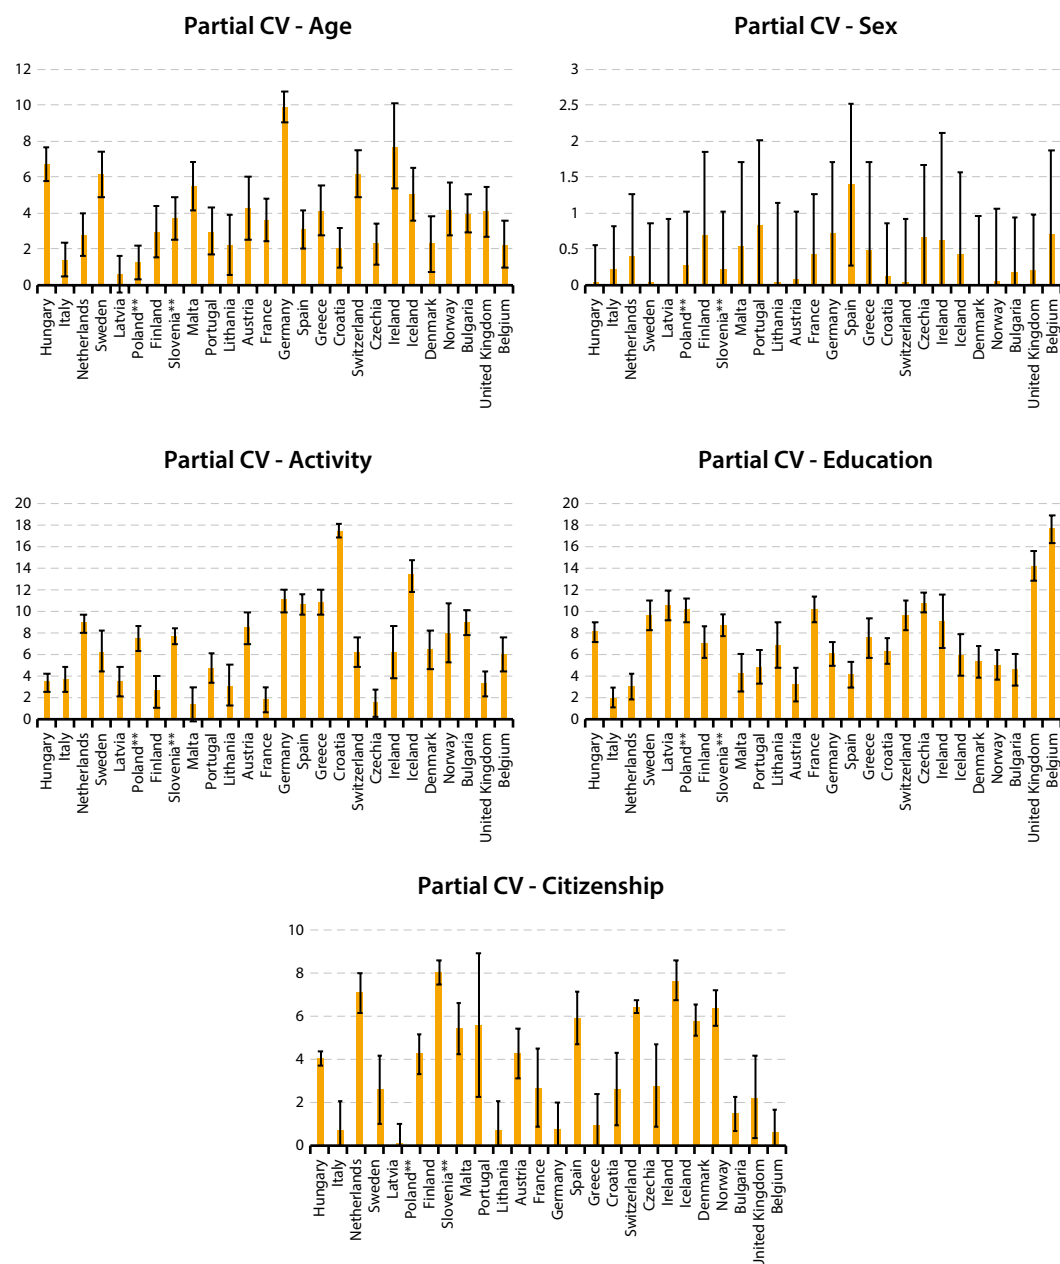 Partial CV - Age
12
10
8
6
4
2
0
Hungary
Italy
Netherlands
Sweden
Latvia
Poland**
Finland
Slovenia**
Malta
Portugal
Lithania
Austria
France
Germany
Spain
Greece
Croatia
Switzerland
Czechia
Ireland
Iceland
Denmark
Norway
Bulgaria
United Kingdom
Belgium
Partial CV - Sex
3
2.5
2
1.5
1
0.5
0
Hungary
Italy
Netherlands
Sweden
Latvia
Poland**
Finland
Slovenia**
Malta
Portugal
Lithania
Austria
France
Germany
Spain
Greece
Croatia
Switzerland
Czechia
Ireland
Iceland
Denmark
Norway
Bulgaria
United Kingdom
Belgium
Partial CV - Activity
20
18
16
14
12
10
8
6
4
2
0
Hungary
Italy
Netherlands
Sweden
Latvia
Poland**
Finland
Slovenia**
Malta
Portugal
Lithania
Austria
France
Germany
Spain
Greece
Croatia
Switzerland
Czechia
Ireland
Iceland
Denmark
Norway
Bulgaria
United Kingdom
Belgium
Partial CV - Education
20
18
16
14
12
10
8
6
4
2
0
Hungary
Italy
Netherlands
Sweden
Latvia
Poland**
Finland
Slovenia**
Malta
Portugal
Lithania
Austria
France
Germany
Spain
Greece
Croatia
Switzerland
Czechia
Ireland
Iceland
Denmark
Norway
Bulgaria
United Kingdom
Belgium
Partial CV - Citizenship
10
8
6
4
2
0
Hungary
Italy
Netherlands
Sweden
Latvia
Poland**
Finland
Slovenia**
Malta
Portugal
Lithania
Austria
France
Germany
Spain
Greece
Croatia
Switzerland
Czechia
Ireland
Iceland
Denmark
Norway
Bulgaria
United Kingdom
Belgium